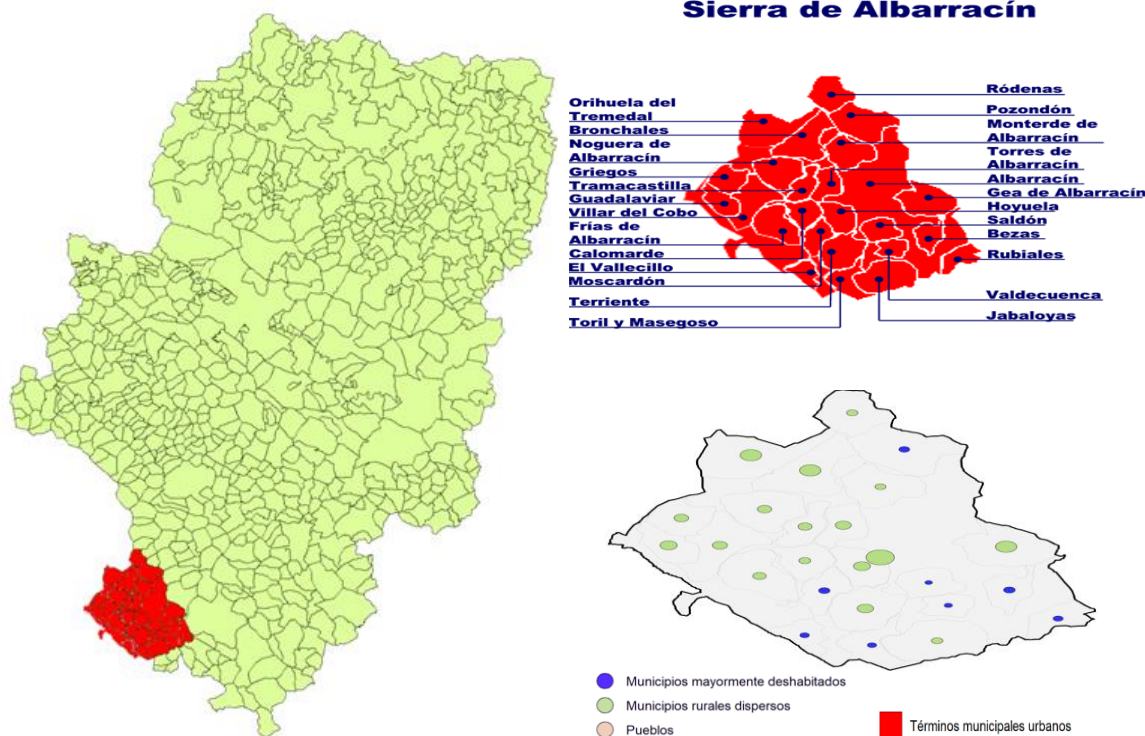 Sierra de Albarracín
Orihuela del
Tremedal
Bronchales
Noguera de
Albarracín
Griegos
Tramacastilla
Guadalaviar
Villar del Cobo
Frías de
Albarracín
Calomarde
El Vallecillo
Moscardón
Terriente
Toril y Masegoso
Ródenas
Pozondón
Monterde de
Albarracín
Torres de
Albarracín
Albarracín
Gea de Albarracín
Hoyuela
Saldón
Bezas
Rubiales
Valdecuenca
Jabaloyas
Municipios mayormente deshabitados
Municipios rurales dispersos
Pueblos
Términos municipales urbanos